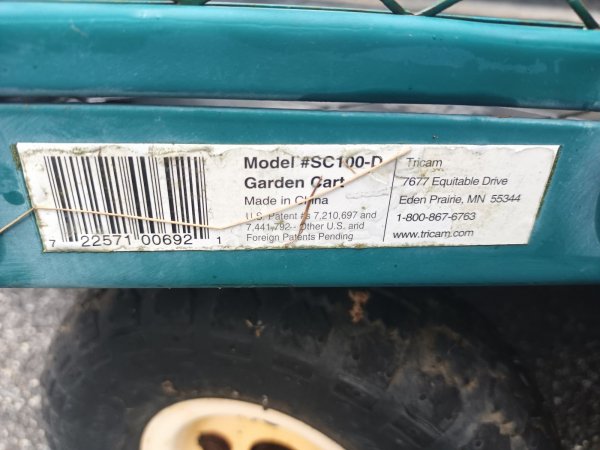 Model #SC100-D
Garden Cart
Made in China
U.S. Patent #s 7,210,697 and
7,441,792 - Other U.S. and
Foreign Patents Pending
Tricam
7677 Equitable Drive
Eden Prairie, MN 55344
1-800-867-6763
www.tricam.com
7 22571 00692 1